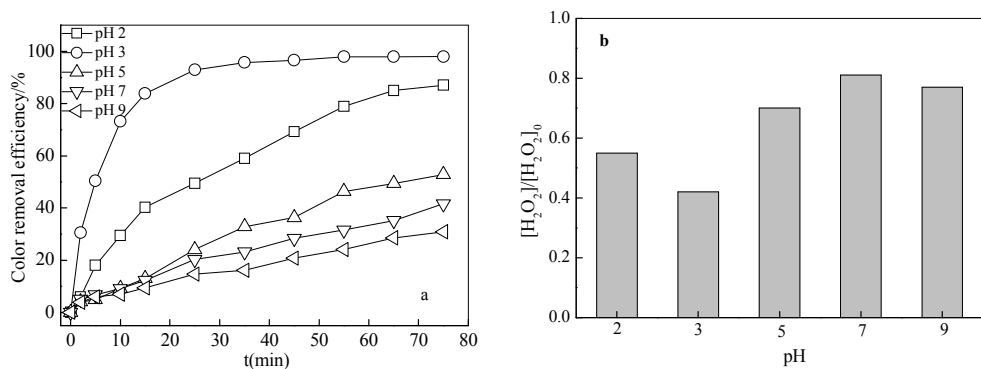 pH 2
pH 3
pH 5
pH 7
pH 9
Color removal efficiency/%
100
80
60
40
20
0
0 10 20 30 40 50 60 70 80
t(min)
a
b
[H₂O₂]/[H₂O₂]₀
1.0
0.8
0.6
0.4
0.2
0.0
2 3 5 7 9
pH